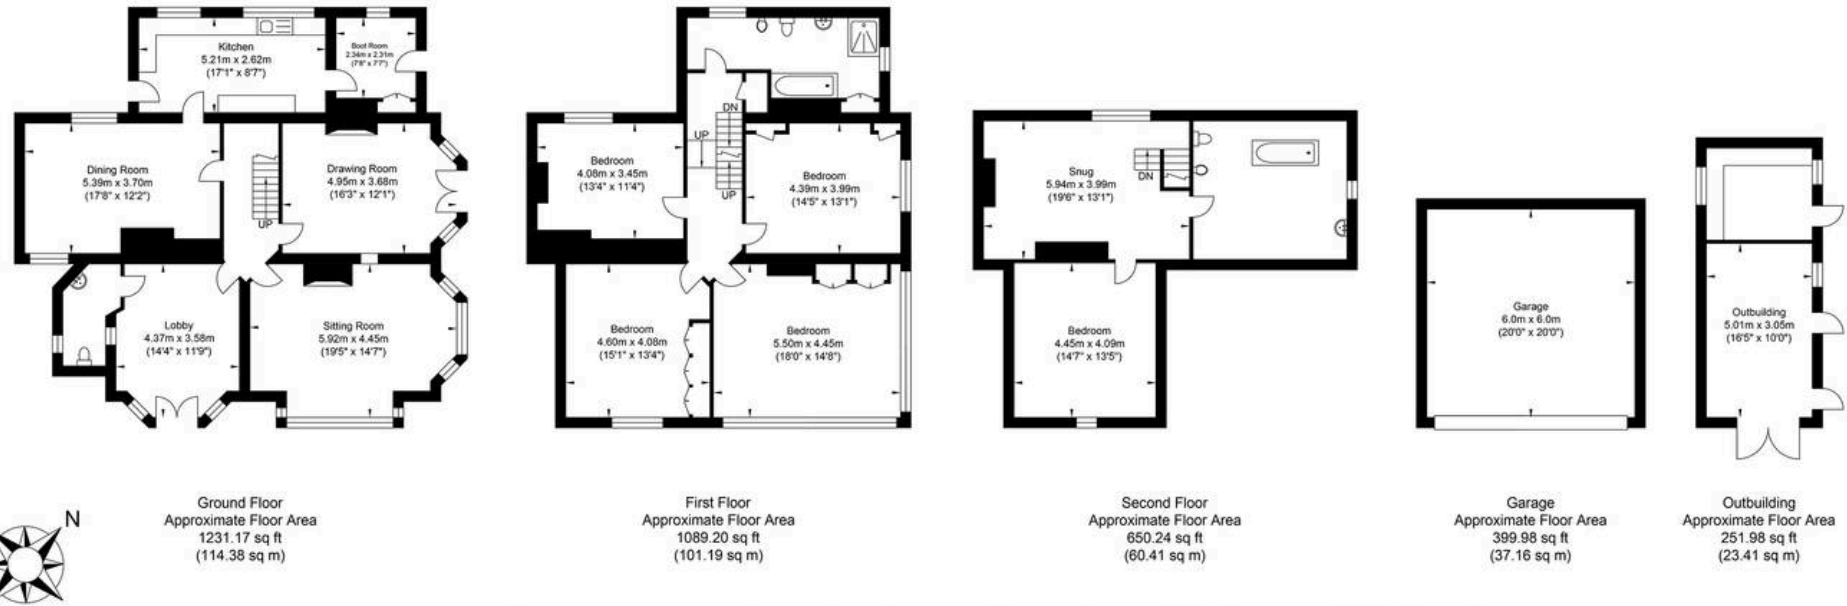 Kitchen
5.21m x 2.62m
(17'1" x 8'7")
Boot Room
2.34m x 2.31m
(7'8" x 7'7")
Dining Room
5.39m x 3.70m
(17'8" x 12'2")
UP
Drawing Room
4.95m x 3.68m
(16'3" x 12'1")
Lobby
4.37m x 3.58m
(14'4" x 11'9")
Sitting Room
5.92m x 4.45m
(19'5" x 14'7")
Ground Floor
Approximate Floor Area
1231.17 sq ft
(114.38 sq m)
N
DN
UP
UP
Bedroom
4.08m x 3.45m
(13'4" x 11'4")
Bedroom
4.39m x 3.99m
(14'5" x 13'1")
Bedroom
4.60m x 4.08m
(15'1" x 13'4")
Bedroom
5.50m x 4.45m
(18'0" x 14'8")
First Floor
Approximate Floor Area
1089.20 sq ft
(101.19 sq m)
Snug
5.94m x 3.99m
(19'6" x 13'1")
DN
Bedroom
4.45m x 4.09m
(14'7" x 13'5")
Second Floor
Approximate Floor Area
650.24 sq ft
(60.41 sq m)
Garage
6.0m x 6.0m
(20'0" x 20'0")
Garage
Approximate Floor Area
399.98 sq ft
(37.16 sq m)
Outbuilding
5.01m x 3.05m
(16'5" x 10'0")
Outbuilding
Approximate Floor Area
251.98 sq ft
(23.41 sq m)